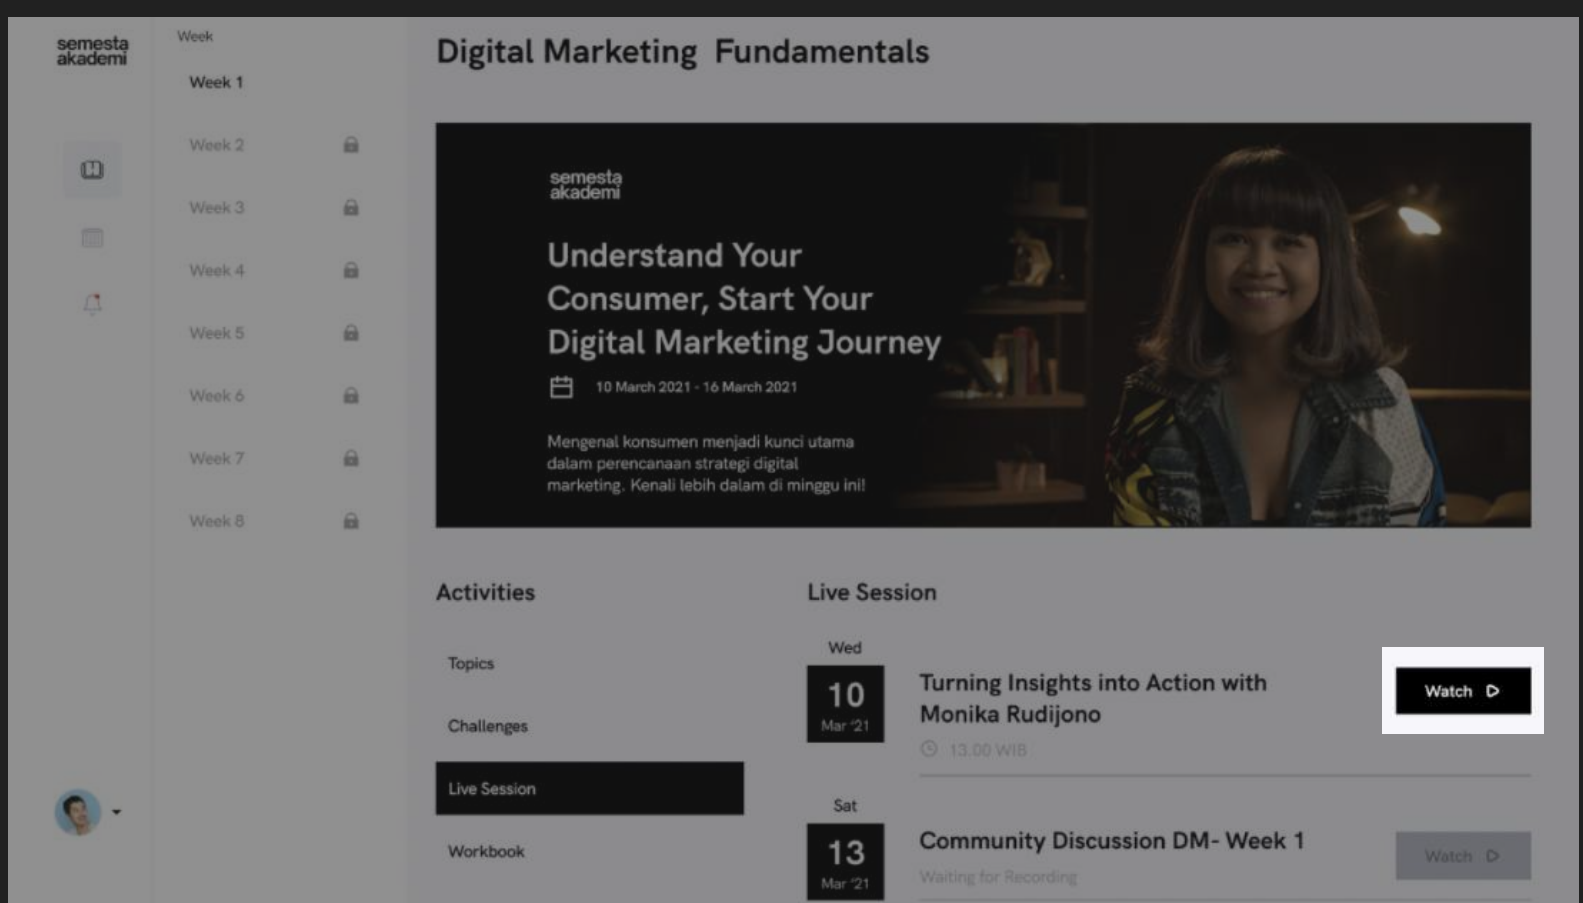 semesta
akademi
Week
Week 1
Week 2
Week 3
Week 4
Week 5
Week 6
Week 7
Week 8
Digital Marketing Fundamentals
semesta
akademi
Understand Your
Consumer, Start Your
Digital Marketing Journey
10 March 2021 - 16 March 2021
Mengenal konsumen menjadi kunci utama
dalam perencanaan strategi digital
marketing. Kenali lebih dalam di minggu ini!
Activities
Topics
Challenges
Live Session
Workbook
Live Session
Wed
10
Mar '21
Turning Insights into Action with
Monika Rudijono
13.00 WIB
Watch
Sat
13
Mar '21
Community Discussion DM- Week 1
Waiting for Recording
Watch